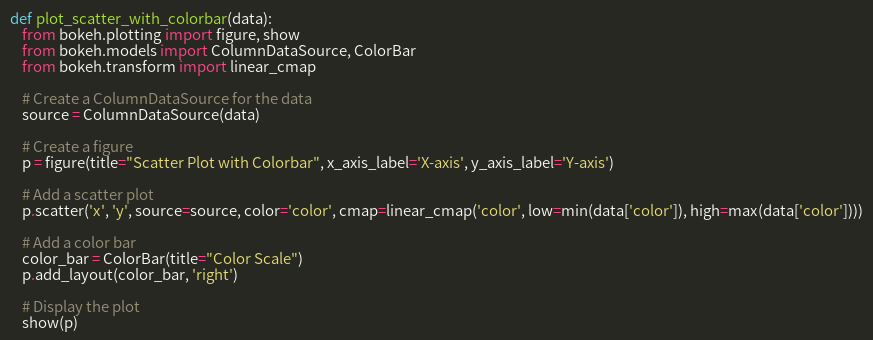 def plot_scatter_with_colorbar(data):
from bokeh.plotting import figure, show
from bokeh.models import ColumnDataSource, ColorBar
from bokeh.transform import linear_cmap
# Create a ColumnDataSource for the data
source = ColumnDataSource(data)
# Create a figure
p = figure(title="Scatter Plot with Colorbar", x_axis_label='X-axis', y_axis_label='Y-axis')
# Add a scatter plot
p.scatter('x', 'y', source=source, color='color', cmap=linear_cmap('color', low=min(data['color']), high=max(data['color'])))
# Add a color bar
color_bar = ColorBar(title="Color Scale")
p.add_layout(color_bar, 'right')
# Display the plot
show(p)